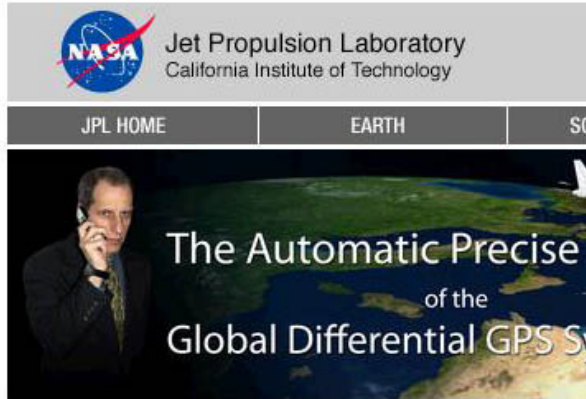 NASA
Jet Propulsion Laboratory
California Institute of Technology
JPL HOME
EARTH
The Automatic Precise
of the
Global Differential GPS